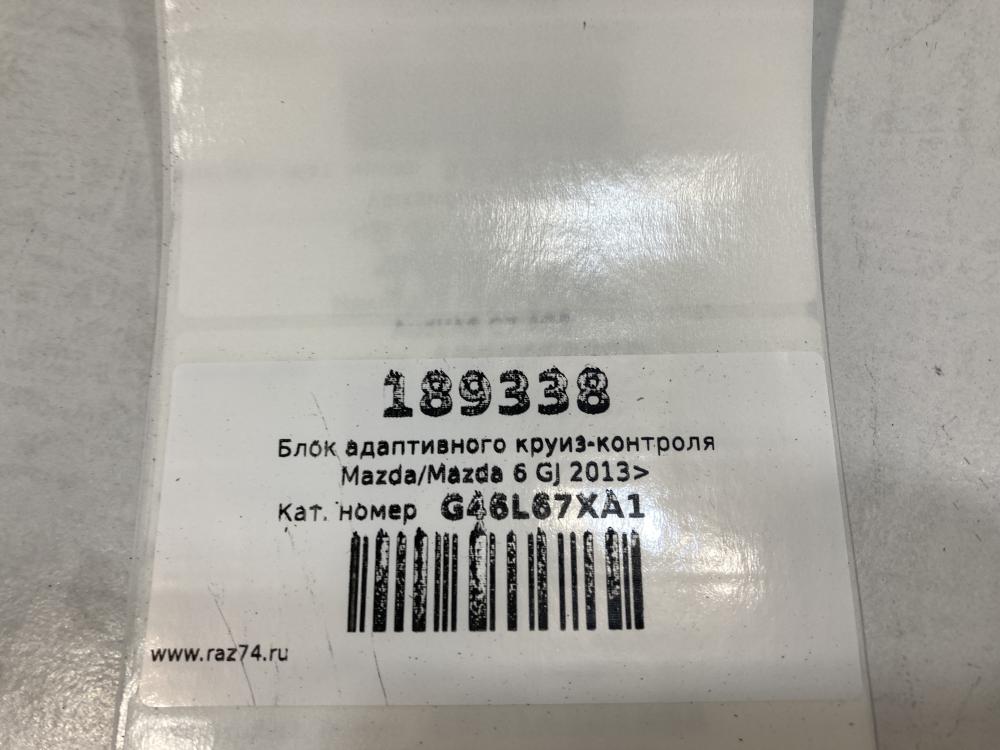 189338
Блок адаптивного круиз-контроля
Mazda/Mazda 6 GJ 2013>
Кат. номер G46L67XA1
www.raz74.ru